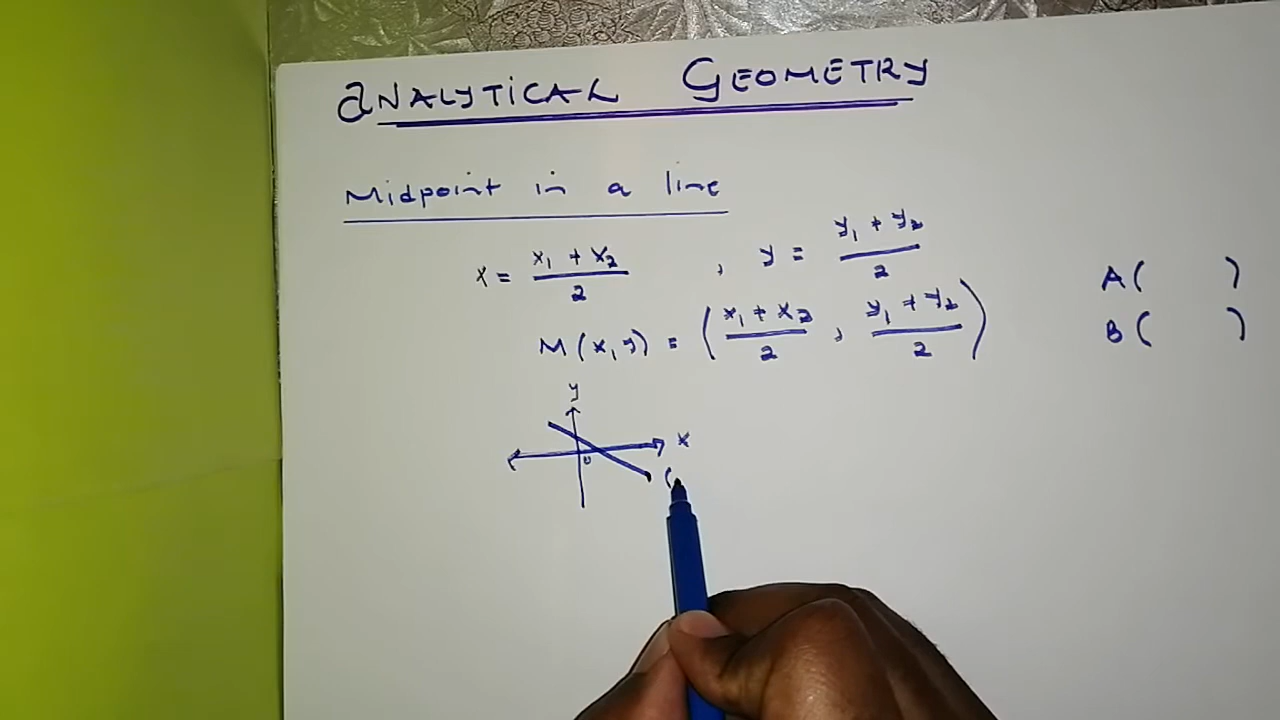 ANALYTICAL GEOMETRY
Midpoint in a line
x = x₁ + x₂ / 2 , y = y₁ + y₂ / 2
A( )
M(x,y) = (x₁ + x₂ / 2 , y₁ + y₂ / 2)
B( )
y
x
0
(